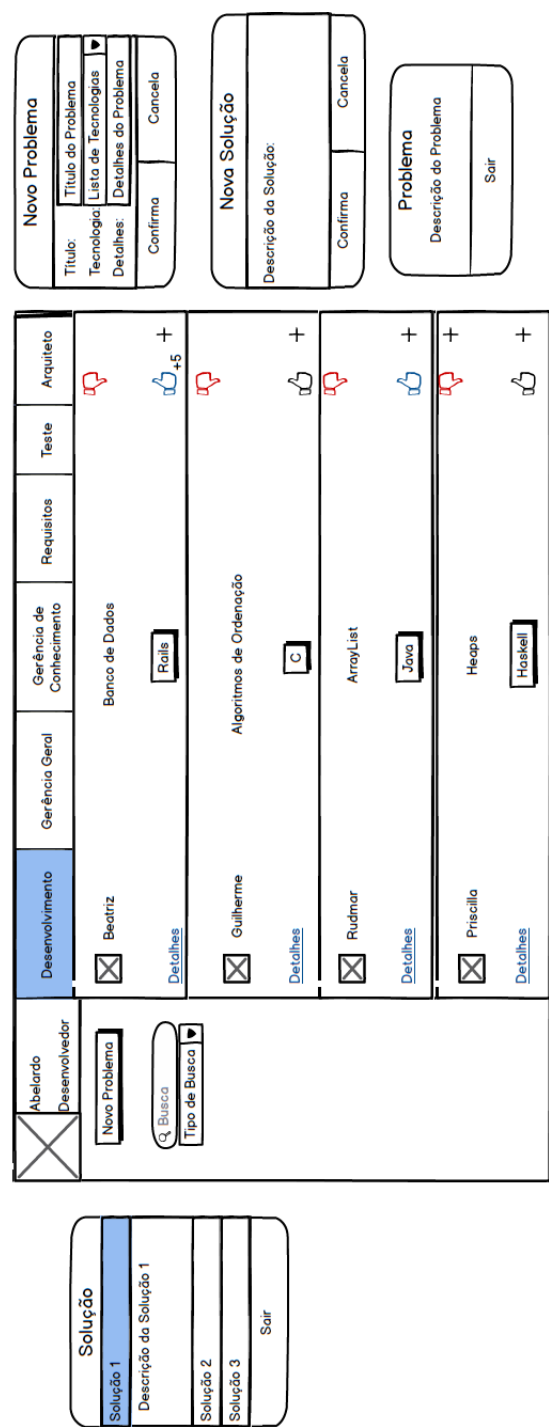 Solução
Solução 1
Descrição da Solução 1
Solução 2
Solução 3
Sair
Abelardo
Desenvolvedor
Novo Problema
Busca
Tipo de Busca
Desenvolvimento
Gerência Geral
Gerência de
Conhecimento
Requisitos
Teste
Arquiteto
Beatriz
Banco de Dados
Detalhes
Rails
+5
+
Guilherme
Algoritmos de Ordenação
Detalhes
C
+
Rudmar
ArrayList
Detalhes
Java
+
Priscilla
Heaps
+
Detalhes
Haskell
+
Novo Problema
Título: Título do Problema
Tecnologia: Lista de Tecnologias
Detalhes: Detalhes do Problema
Confirma Cancela
Nova Solução
Descrição da Solução:
Confirma Cancela
Problema
Descrição do Problema
Sair